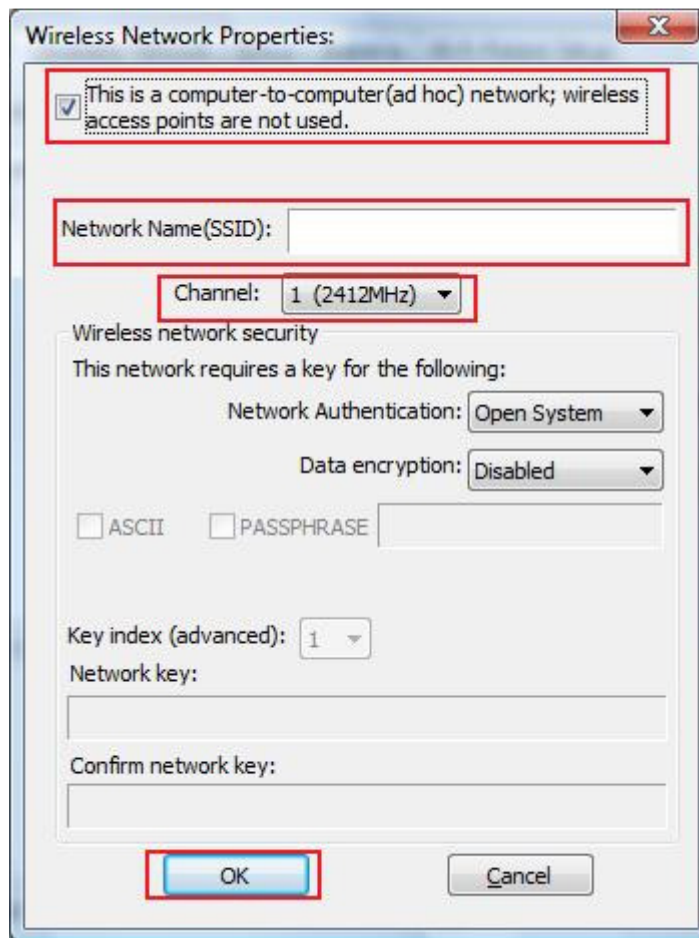 Wireless Network Properties:
This is a computer-to-computer(ad hoc) network; wireless
access points are not used.
Network Name(SSID):
Channel: 1 (2412MHz)
Wireless network security
This network requires a key for the following:
Network Authentication: Open System
Data encryption: Disabled
ASCII PASSPHRASE
Key index (advanced): 1
Network key:
Confirm network key:
OK Cancel